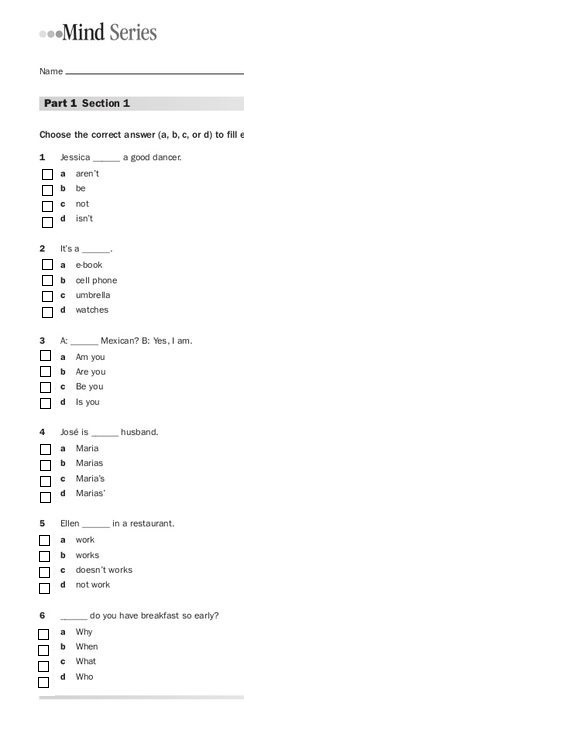 Mind Series
Name
Part 1 Section 1
Choose the correct answer (a, b, c, or d) to fill
1 Jessica ______ a good dancer.
a aren't
b be
c not
d isn't
2 It's a ______.
a e-book
b cell phone
c umbrella
d watches
3 A: ______ Mexican? B: Yes, I am.
a Am you
b Are you
c Be you
d Is you
4 José is ______ husband.
a Maria
b Marias
c Maria's
d Marias'
5 Ellen ______ in a restaurant.
a work
b works
c doesn't works
d not work
6 ______ do you have breakfast so early?
a Why
b When
c What
d Who